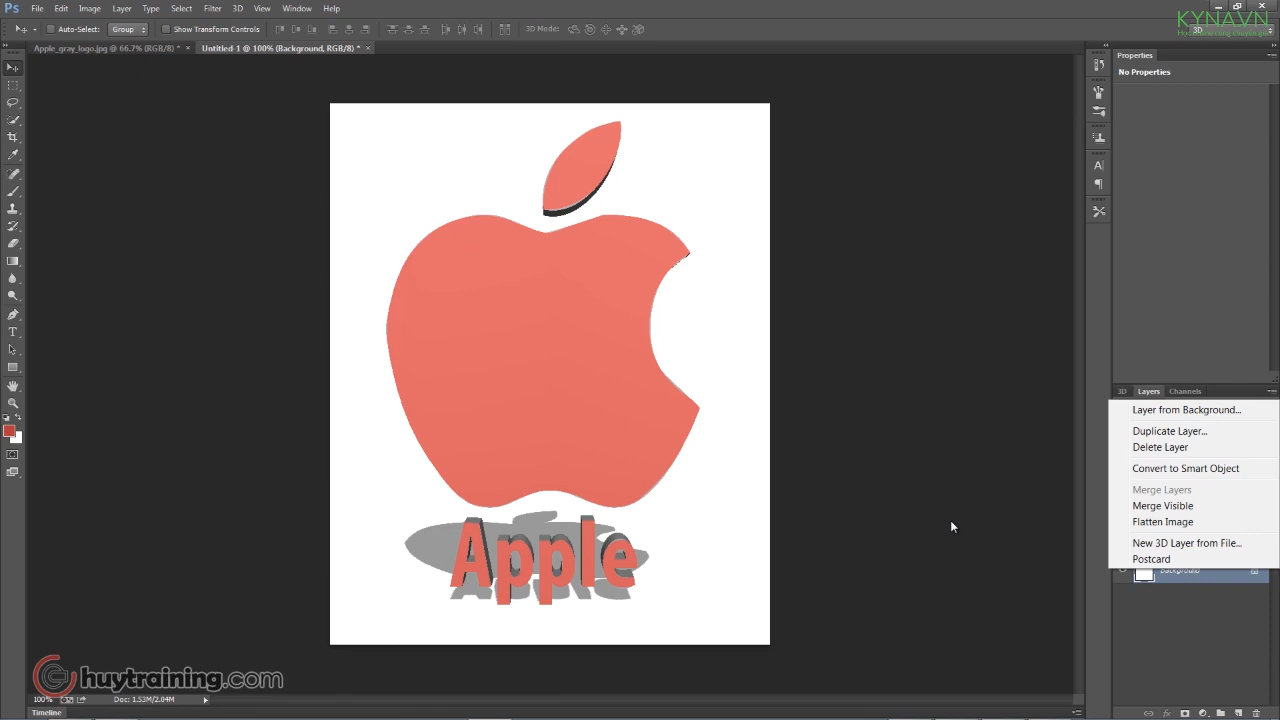 Ps File Edit Image Layer Type Select Filter 3D View Window Help
KYNAVN
Auto-Select: Group Show Transform Controls 3D Mode: 3D
Apple_gray_logo.jpg @ 66.7% (RGB/8) * × Untitled-1 @ 100% (Background, RGB/8) * ×
Properties
No Properties
3D Layers Channels
Layer from Background...
Duplicate Layer...
Delete Layer
Convert to Smart Object
Merge Layers
Merge Visible
Flatten Image
New 3D Layer from File...
Postcard
Background
Apple
huytraining.com
100% Doc: 1.53M/2.04M
Timeline